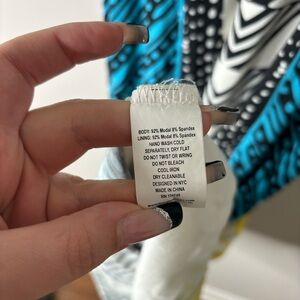 BODY: 92% Modal 8% Spandex
LINING: 92% Modal 8% Spandex
HAND WASH COLD
SEPARATELY, DRY FLAT
DO NOT TWIST OR WRING
DO NOT BLEACH
COOL IRON
DRY CLEANABLE
DESIGNED IN NYC
MADE IN CHINA